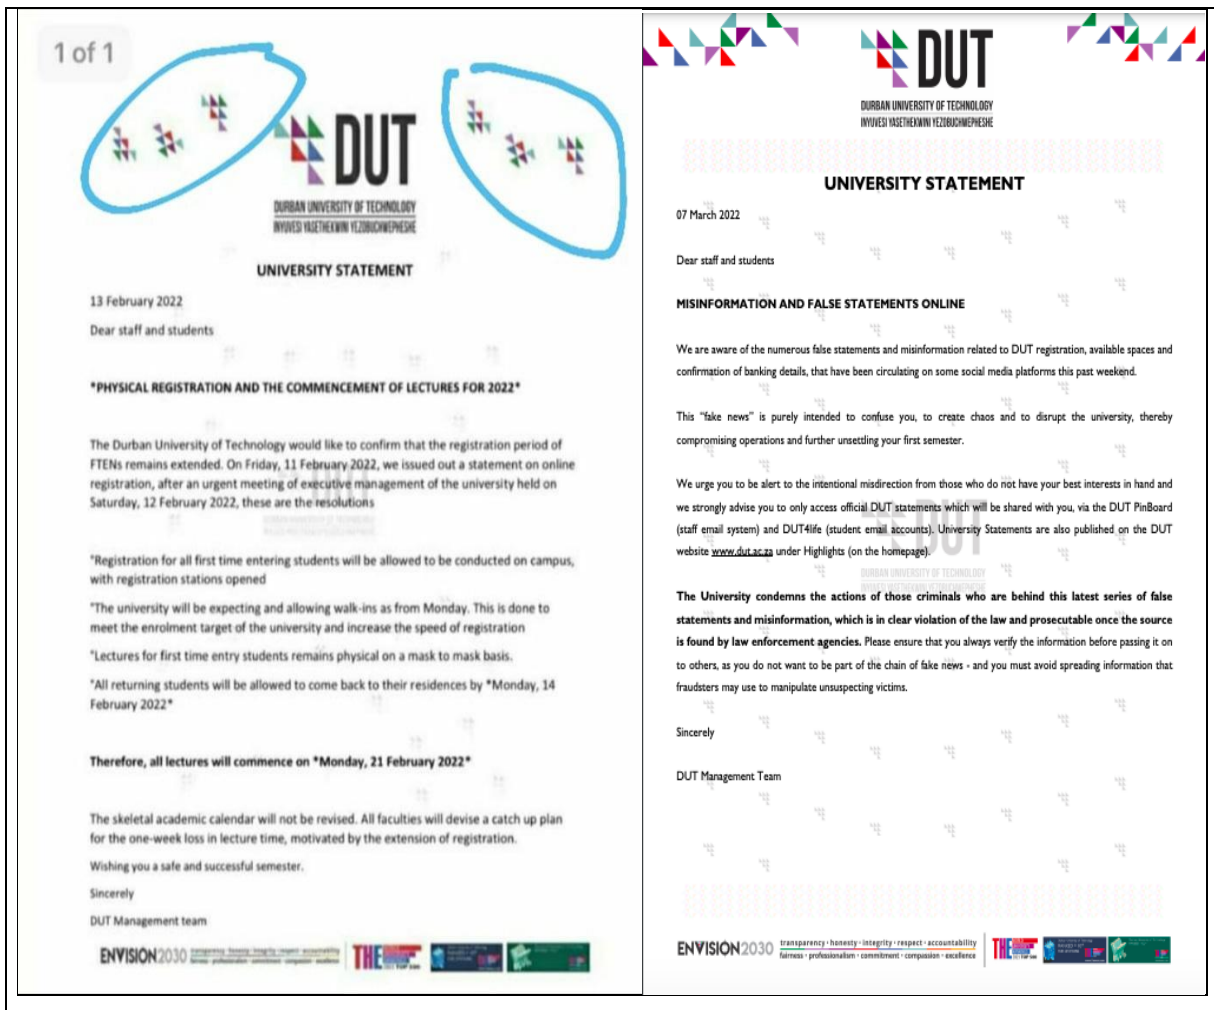 1 of 1
DUT
DURBAN UNIVERSITY OF TECHNOLOGY
INYUVESI YASETHEKWINI YEZOBUCHWEPHESHE
UNIVERSITY STATEMENT
13 February 2022
Dear staff and students
*PHYSICAL REGISTRATION AND THE COMMENCEMENT OF LECTURES FOR 2022*
The Durban University of Technology would like to confirm that the registration period of
FTENs remains extended. On Friday, 11 February 2022, we issued out a statement on online
registration, after an urgent meeting of executive management of the university held on
Saturday, 12 February 2022, these are the resolutions
*Registration for all first time entering students will be allowed to be conducted on campus,
with registration stations opened
*The university will be expecting and allowing walk-ins as from Monday. This is done to
meet the enrolment target of the university and increase the speed of registration
*Lectures for first time entry students remains physical on a mask to mask basis.
*All returning students will be allowed to come back to their residences by *Monday, 14
February 2022*
Therefore, all lectures will commence on *Monday, 21 February 2022*
The skeletal academic calendar will not be revised. All faculties will devise a catch up plan
for the one-week loss in lecture time, motivated by the extension of registration.
Wishing you a safe and successful semester.
Sincerely
DUT Management team
ENVISION2030
transparency · honesty · integrity · respect · accountability
fairness · professionalism · commitment · compassion · excellence
THE
DUT
DURBAN UNIVERSITY OF TECHNOLOGY
INYUVESI YASETHEKWINI YEZOBUCHWEPHESHE
UNIVERSITY STATEMENT
07 March 2022
Dear staff and students
MISINFORMATION AND FALSE STATEMENTS ONLINE
We are aware of the numerous false statements and misinformation related to DUT registration, available spaces and
confirmation of banking details, that have been circulating on some social media platforms this past weekend.
This "fake news" is purely intended to confuse you, to create chaos and to disrupt the university, thereby
compromising operations and further unsettling your first semester.
We urge you to be alert to the intentional misdirection from those who do not have your best interests in hand and
we strongly advise you to only access official DUT statements which will be shared with you, via the DUT PinBoard
(staff email system) and DUT4life (student email accounts). University Statements are also published on the DUT
website www.dut.ac.za under Highlights (on the homepage).
DUT
DURBAN UNIVERSITY OF TECHNOLOGY
INYUVESI YASETHEKWINI YEZOBUCHWEPHESHE
The University condemns the actions of those criminals who are behind this latest series of false
statements and misinformation, which is in clear violation of the law and prosecutable once the source
is found by law enforcement agencies. Please ensure that you always verify the information before passing it on
to others, as you do not want to be part of the chain of fake news - and you must avoid spreading information that
fraudsters may use to manipulate unsuspecting victims.
Sincerely
DUT Management Team
ENVISION2030
transparency · honesty · integrity · respect · accountability
fairness · professionalism · commitment · compassion · excellence
THE